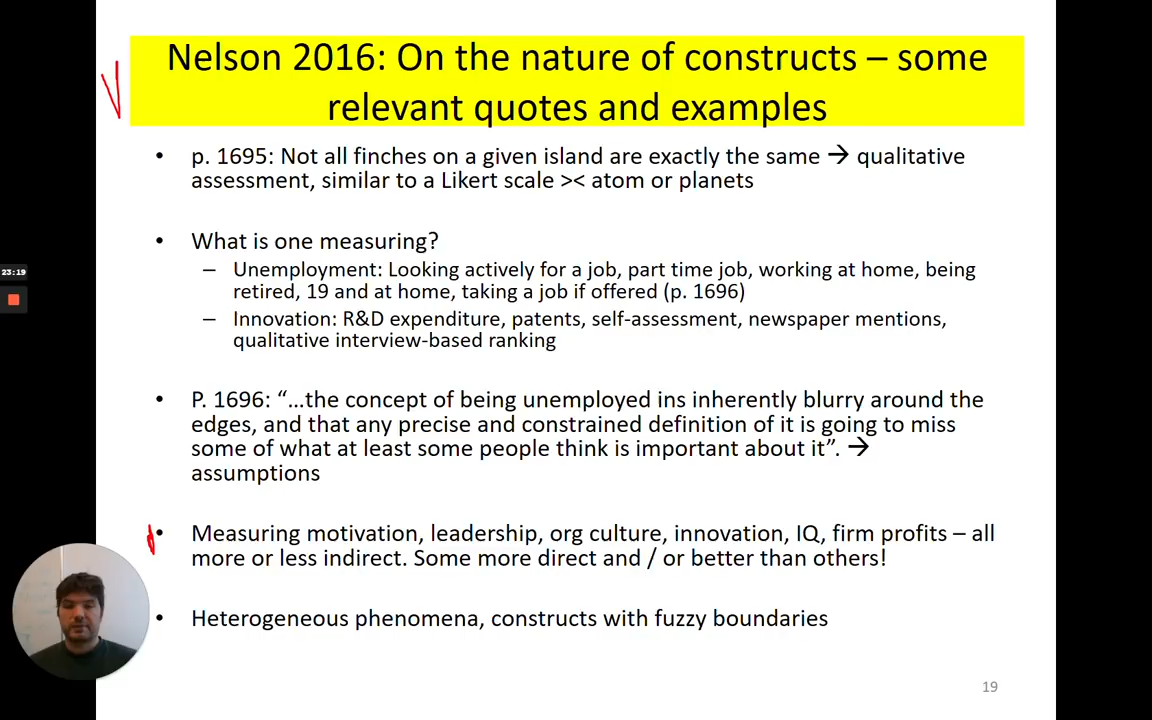 Nelson 2016: On the nature of constructs – some
relevant quotes and examples
• p. 1695: Not all finches on a given island are exactly the same → qualitative
assessment, similar to a Likert scale >< atom or planets
• What is one measuring?
– Unemployment: Looking actively for a job, part time job, working at home, being
retired, 19 and at home, taking a job if offered (p. 1696)
– Innovation: R&D expenditure, patents, self-assessment, newspaper mentions,
qualitative interview-based ranking
23:19
• P. 1696: “…the concept of being unemployed ins inherently blurry around the
edges, and that any precise and constrained definition of it is going to miss
some of what at least some people think is important about it”. →
assumptions
• Measuring motivation, leadership, org culture, innovation, IQ, firm profits – all
more or less indirect. Some more direct and / or better than others!
• Heterogeneous phenomena, constructs with fuzzy boundaries
19